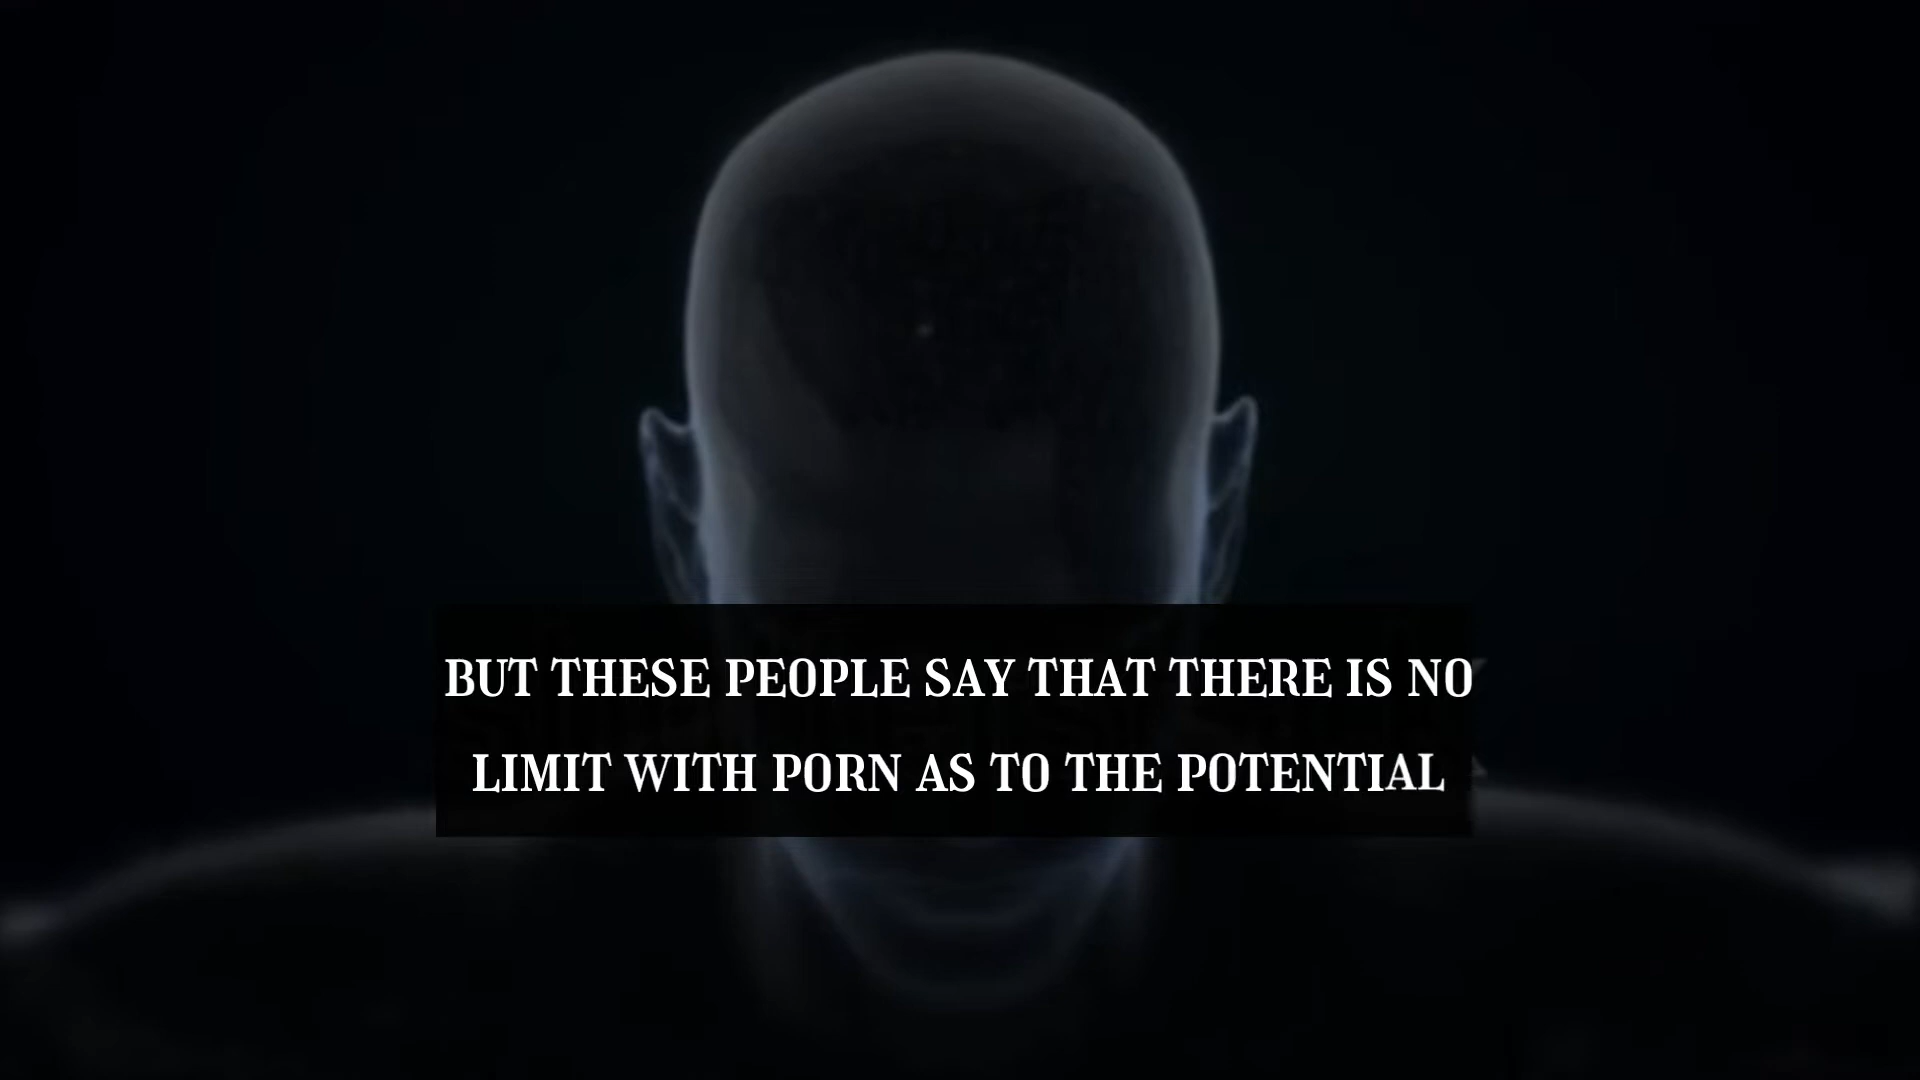 BUT THESE PEOPLE SAY THAT THERE IS NO
LIMIT WITH PORN AS TO THE POTENTIAL